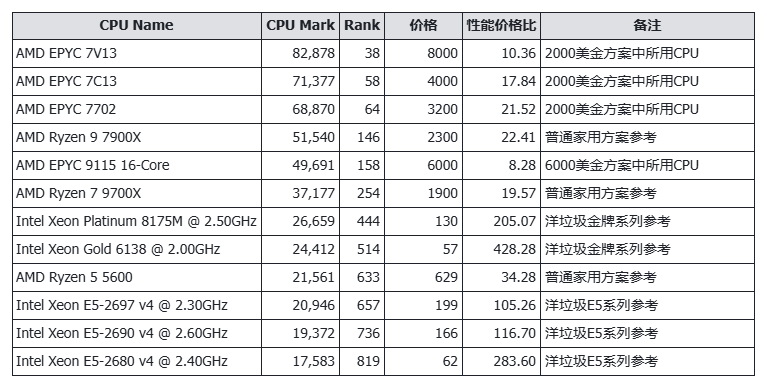 CPU Name CPU Mark Rank 价格 性能价格比 备注
AMD EPYC 7V13 82,878 38 8000 10.36 2000美金方案中所用CPU
AMD EPYC 7C13 71,377 58 4000 17.84 2000美金方案中所用CPU
AMD EPYC 7702 68,870 64 3200 21.52 2000美金方案中所用CPU
AMD Ryzen 9 7900X 51,540 146 2300 22.41 普通家用方案参考
AMD EPYC 9115 16-Core 49,691 158 6000 8.28 6000美金方案中所用CPU
AMD Ryzen 7 9700X 37,177 254 1900 19.57 普通家用方案参考
Intel Xeon Platinum 8175M @ 2.50GHz 26,659 444 130 205.07 洋垃圾金牌系列参考
Intel Xeon Gold 6138 @ 2.00GHz 24,412 514 57 428.28 洋垃圾金牌系列参考
AMD Ryzen 5 5600 21,561 633 629 34.28 普通家用方案参考
Intel Xeon E5-2697 v4 @ 2.30GHz 20,946 657 199 105.26 洋垃圾E5系列参考
Intel Xeon E5-2690 v4 @ 2.60GHz 19,372 736 166 116.70 洋垃圾E5系列参考
Intel Xeon E5-2680 v4 @ 2.40GHz 17,583 819 62 283.60 洋垃圾E5系列参考